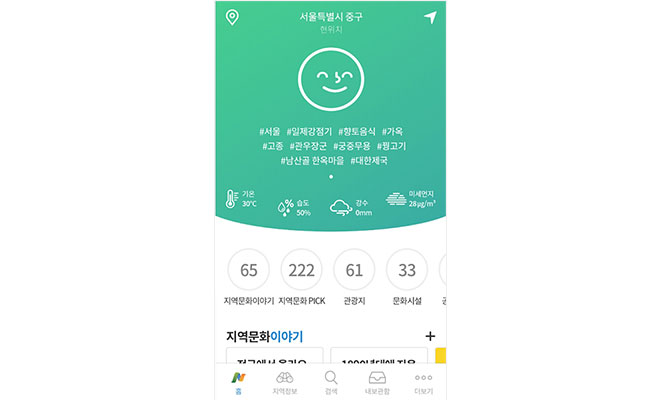 서울특별시 중구
현위치
#서울 #일제강점기 #향토음식 #가옥
#고종 #관우장군 #궁중무용 #꿩고기
#남산골 한옥마을 #대한제국
기온
30℃
습도
50%
강수
0mm
미세먼지
28㎍/㎥
65
222
61
33
지역문화이야기
지역문화 PICK
관광지
문화시설
지역문화이야기
+
홈
지역정보
검색
내보관함
더보기